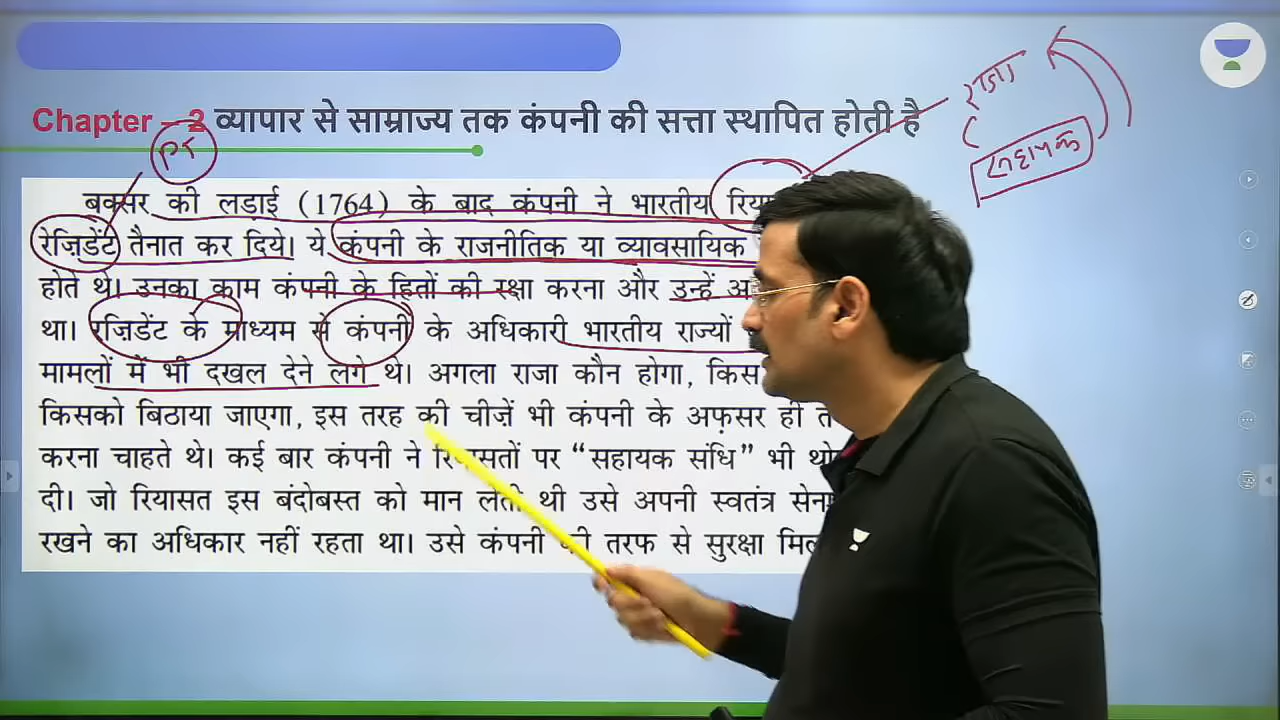 Chapter – 2 व्यापार से साम्राज्य तक कंपनी की सत्ता स्थापित होती है
राजा
सहायक
PT
बक्सर की लड़ाई (1764) के बाद कंपनी ने भारतीय
रेज़िडेंट तैनात कर दिये। ये कंपनी के राजनीतिक या व्यावसायिक
होते थे। उनका काम कंपनी के हितों की रक्षा करना और उन्हें
था। रेज़िडेंट के माध्यम से कंपनी के अधिकारी भारतीय राज्यों
मामलों में भी दखल देने लगे थे। अगला राजा कौन होगा, किस
किसको बिठाया जाएगा, इस तरह की चीज़ें भी कंपनी के अफ़सर ही
करना चाहते थे। कई बार कंपनी ने रियासतों पर “सहायक संधि” भी
दी। जो रियासत इस बंदोबस्त को मान लेती थी उसे अपनी स्वतंत्र
रखने का अधिकार नहीं रहता था। उसे कंपनी की तरफ से सुरक्षा